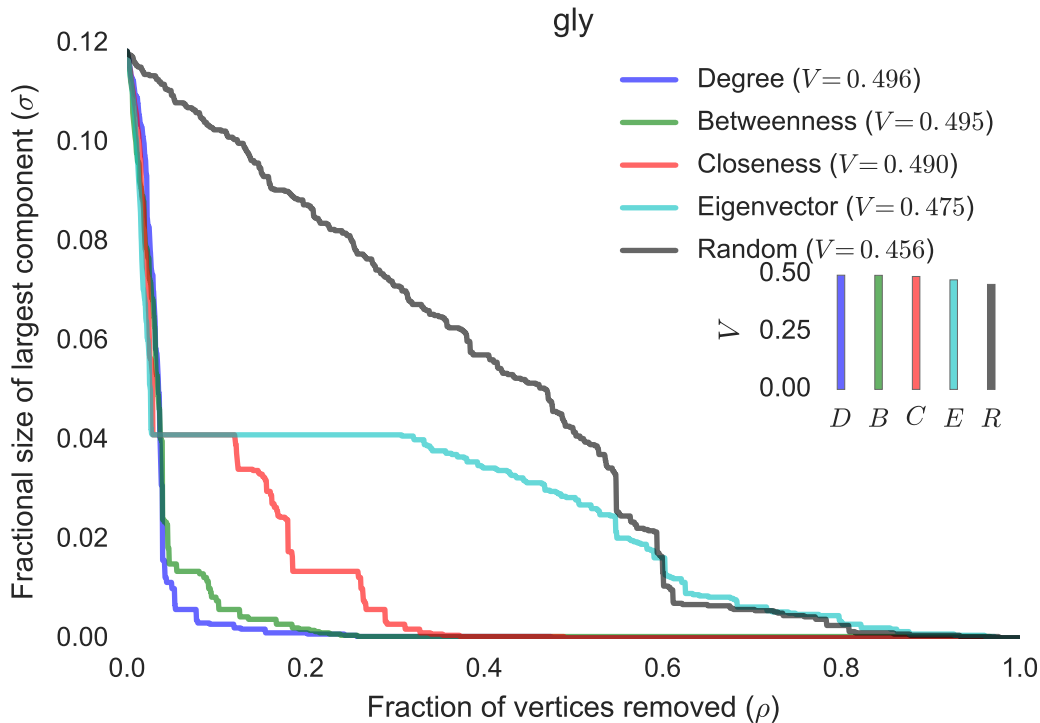 gly
Fractional size of largest component (σ)
0.12
0.10
0.08
0.06
0.04
0.02
0.00
Degree (V = 0.496)
Betweenness (V = 0.495)
Closeness (V = 0.490)
Eigenvector (V = 0.475)
Random (V = 0.456)
V
0.50
0.25
0.00
D B C E R
0.0 0.2 0.4 0.6 0.8 1.0
Fraction of vertices removed (ρ)